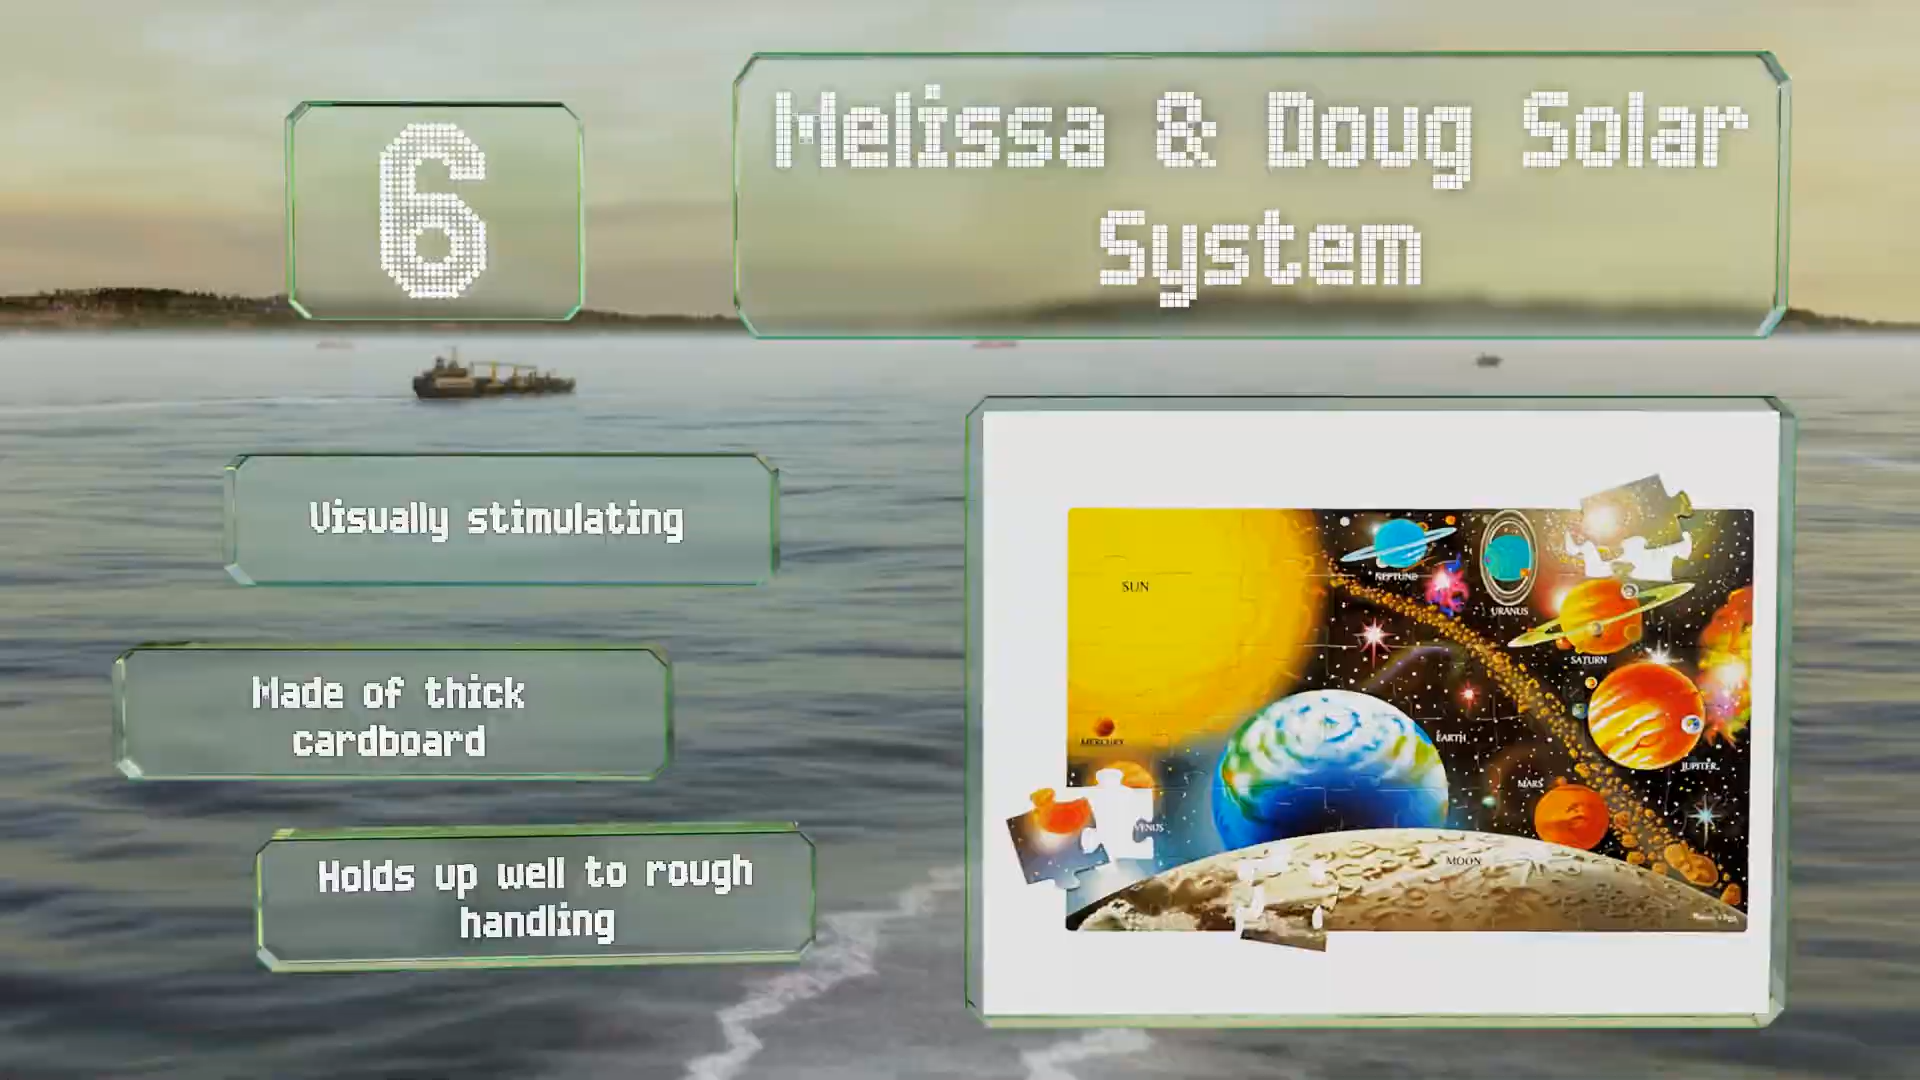 6
Melissa & Doug Solar
System
Visually stimulating
Made of thick
cardboard
Holds up well to rough
handling
SUN
NEPTUNE
URANUS
SATURN
MERCURY
EARTH
JUPITER
MARS
VENUS
MOON